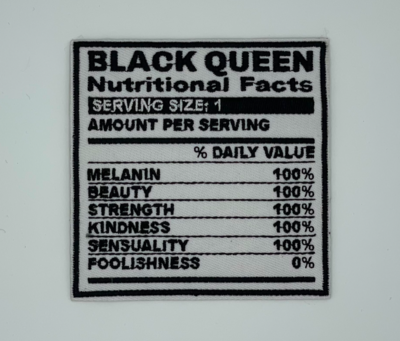 BLACK QUEEN
Nutritional Facts
SERVING SIZE: 1
AMOUNT PER SERVING
% DAILY VALUE
MELANIN 100%
BEAUTY 100%
STRENGTH 100%
KINDNESS 100%
SENSUALITY 100%
FOOLISHNESS 0%